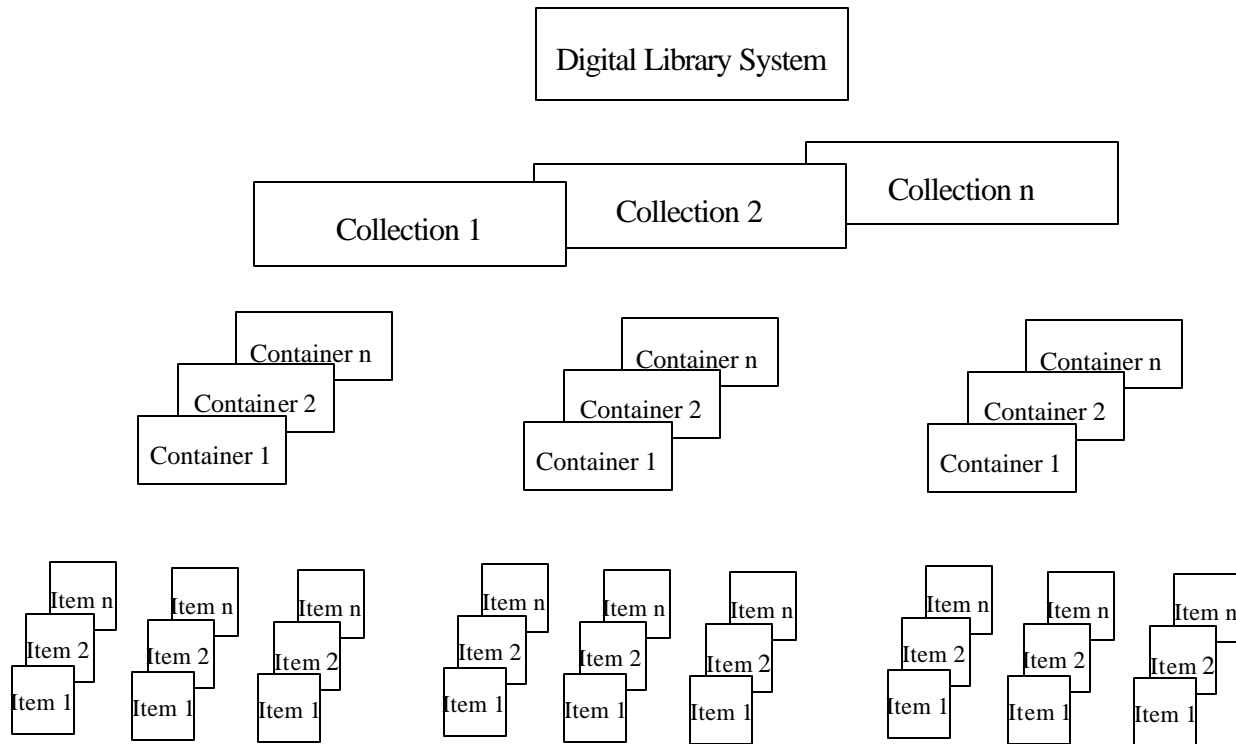 Digital Library System
Collection 1
Collection 2
Collection n
Container n
Container 2
Container 1
Container n
Container 2
Container 1
Container n
Container 2
Container 1
Item n
Item 2
Item 1
Item n
Item 2
Item 1
Item n
Item 2
Item 1
Item n
Item 2
Item 1
Item n
Item 2
Item 1
Item n
Item 2
Item 1
Item n
Item 2
Item 1
Item n
Item 2
Item 1
Item n
Item 2
Item 1